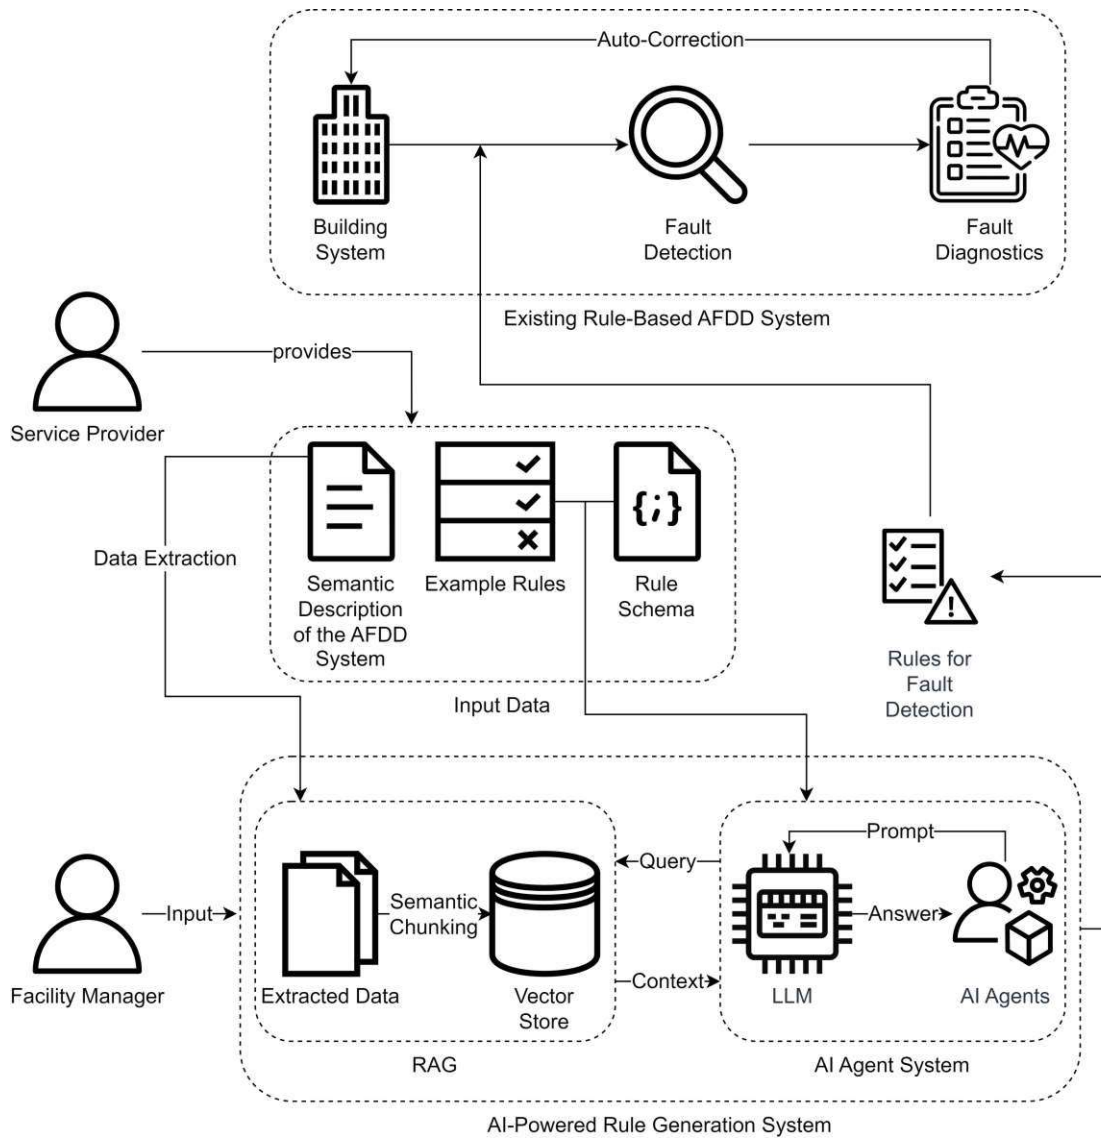 Auto-Correction
Building
System
Fault
Detection
Fault
Diagnostics
Existing Rule-Based AFDD System
provides
Service Provider
Data Extraction
Semantic
Description
of the AFDD
System
Example Rules
{;}
Rule
Schema
Input Data
!
Rules for
Fault
Detection
Facility Manager
Input
Extracted Data
Semantic
Chunking
Vector
Store
RAG
Query
Context
Prompt
Answer
LLM
AI Agents
AI Agent System
AI-Powered Rule Generation System